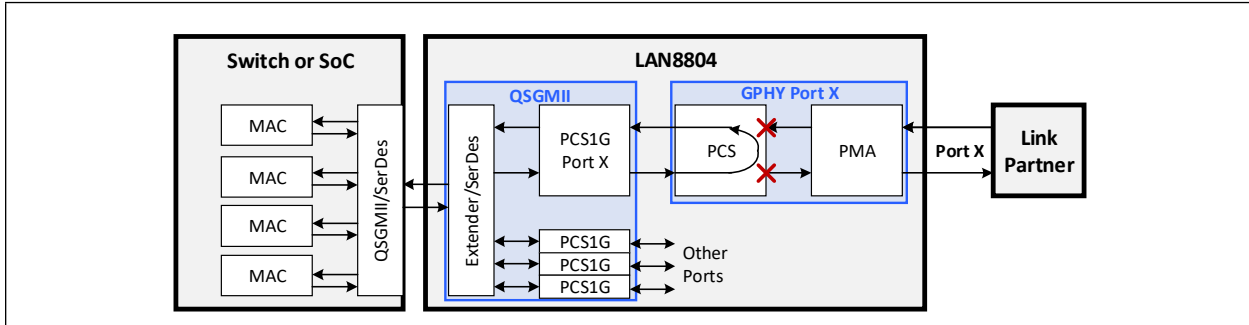 Switch or SoC
MAC
MAC
MAC
MAC
QSGMII/SerDes
LAN8804
QSGMII
Extender/SerDes
PCS1G
Port X
PCS1G
PCS1G
PCS1G
Other
Ports
GPHY Port X
PCS
PMA
Port X
Link
Partner